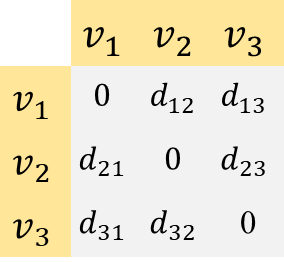 v₁ v₂ v₃
v₁ 0 d₁₂ d₁₃
v₂ d₂₁ 0 d₂₃
v₃ d₃₁ d₃₂ 0